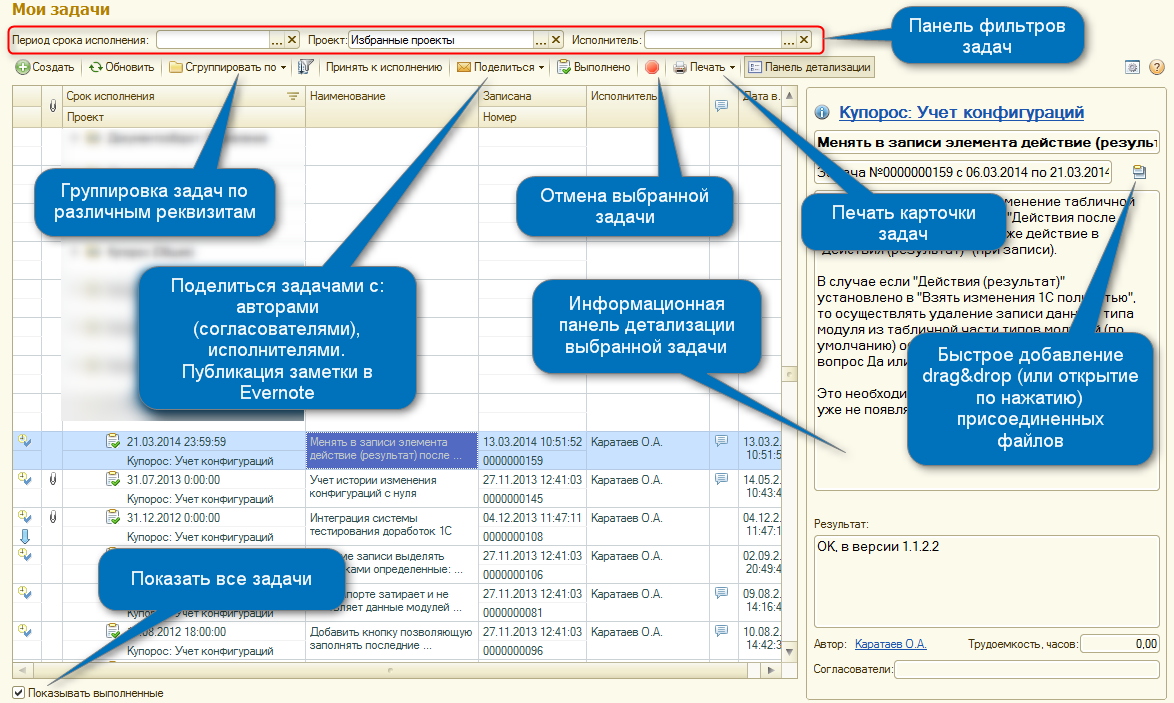 Мои задачи
Период срока исполнения: ... Проект: Избранные проекты ... Исполнитель: ...
Панель фильтров
задач
Создать Обновить Сгруппировать по Принять к исполнению Поделиться Выполнено Печать Панель детализации
Срок исполнения Наименование Записана Исполнитель Дата в.
Проект Номер
Группировка задач по
различным реквизитам
Отмена выбранной
задачи
Печать карточки
задач
Поделиться задачами с:
авторами
(согласователями),
исполнителями.
Публикация заметки в
Evernote
Информационная
панель детализации
выбранной задачи
Быстрое добавление
drag&drop (или открытие
по нажатию)
присоединенных
файлов
Показать все задачи
21.03.2014 23:59:59 Менять в записи элемента 13.03.2014 10:51:52 Каратаев О.А. 13.03.2
Купорос: Учет конфигураций действие (результат) после ... 0000000159 10:51:5
31.07.2013 0:00:00 Учет истории изменения 27.11.2013 12:41:03 Каратаев О.А. 14.05.2
Купорос: Учет конфигураций конфигураций с нуля 0000000145 10:43:4
31.12.2012 0:00:00 Интеграция системы 04.12.2013 11:47:11 Каратаев О.А. 04.12.2
Купорос: Учет конфигураций тестирования доработок 1С 0000000108 11:47:1
записи выделять 27.11.2013 12:41:03 Каратаев О.А. 02.09.2
определенные: ... 0000000106 20:49:4
затирает и не 27.11.2013 12:41:03 Каратаев О.А. 09.08.2
Купорос: Учет конфигураций данные модулей ... 0000000081 14:16:4
08.2012 18:00:00 Добавить кнопку позволяющую 27.11.2013 12:41:03 Каратаев О.А. 10.08.2
Купорос: Учет конфигураций заполнять последние ... 0000000096 14:42:3
Показывать выполненные
Купорос: Учет конфигураций
Менять в записи элемента действие (резуль
№0000000159 с 06.03.2014 по 21.03.2014
табличной
"Действия после
же действие в
"Действия (результат)" (при записи).
В случае если "Действия (результат)"
установлено в "Взять изменения 1С
то осуществлять удаление записи типа
модуля из табличной части типов (по
умолчанию)
вопрос Да или
Это
уже не
Результат:
ОК, в версии 1.1.2.2
Автор: Каратаев О.А. Трудоемкость, часов: 0,00
Согласователи: